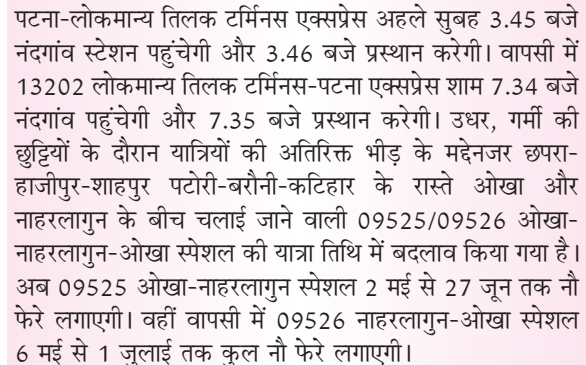 पटना-लोकमान्य तिलक टर्मिनस एक्सप्रेस अहले सुबह 3.45 बजे
नंदगांव स्टेशन पहुंचेगी और 3.46 बजे प्रस्थान करेगी। वापसी में
13202 लोकमान्य तिलक टर्मिनस-पटना एक्सप्रेस शाम 7.34 बजे
नंदगांव पहुंचेगी और 7.35 बजे प्रस्थान करेगी। उधर, गर्मी की
छुट्टियों के दौरान यात्रियों की अतिरिक्त भीड़ के मद्देनजर छपरा-
हाजीपुर-शाहपुर पटोरी-बरौनी-कटिहार के रास्ते ओखा और
नाहरलागुन के बीच चलाई जाने वाली 09525/09526 ओखा-
नाहरलागुन-ओखा स्पेशल की यात्रा तिथि में बदलाव किया गया है।
अब 09525 ओखा-नाहरलागुन स्पेशल 2 मई से 27 जून तक नौ
फेरे लगाएगी। वहीं वापसी में 09526 नाहरलागुन-ओखा स्पेशल
6 मई से 1 जुलाई तक कुल नौ फेरे लगाएगी।